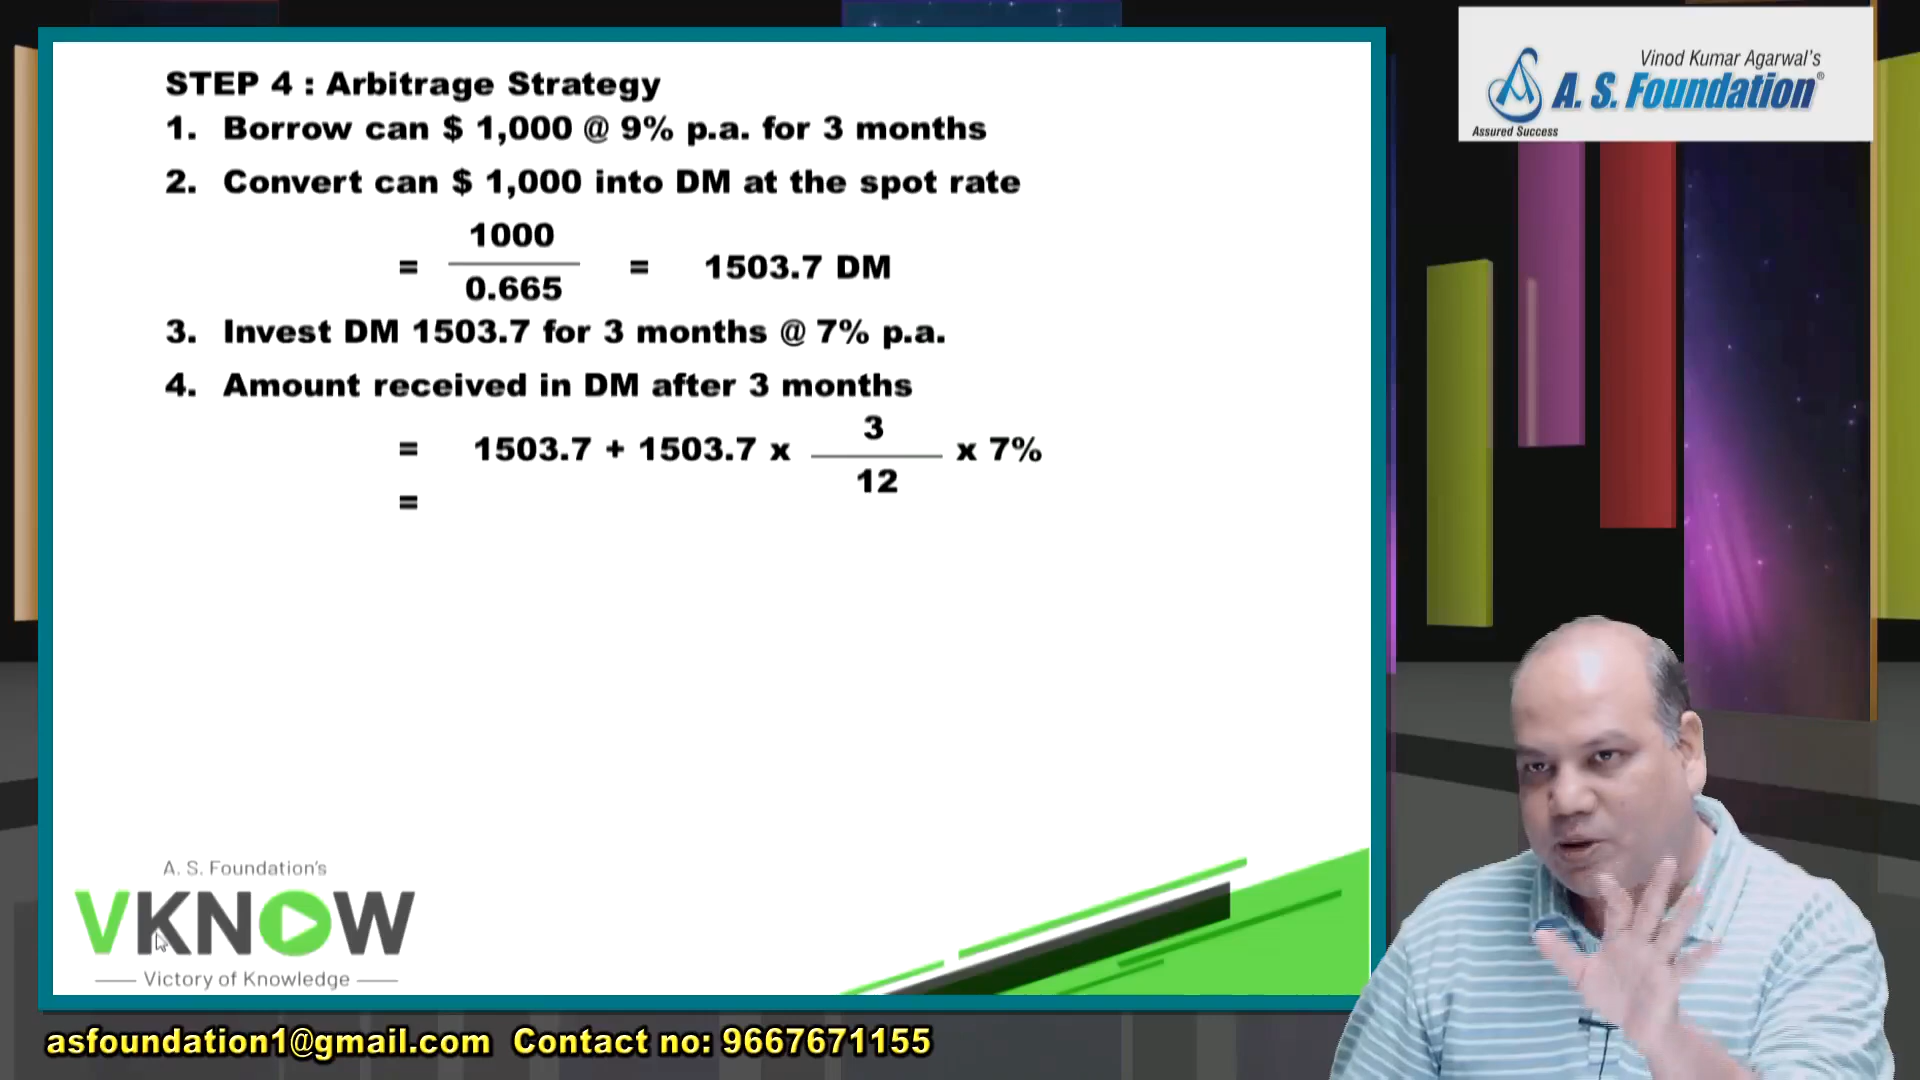 STEP 4 : Arbitrage Strategy
1. Borrow can $ 1,000 @ 9% p.a. for 3 months
2. Convert can $ 1,000 into DM at the spot rate
= 1000 / 0.665 = 1503.7 DM
3. Invest DM 1503.7 for 3 months @ 7% p.a.
4. Amount received in DM after 3 months
= 1503.7 + 1503.7 x 3 / 12 x 7%
=
Vinod Kumar Agarwal's
A. S. Foundation®
Assured Success
A. S. Foundation's
VKNOW
Victory of Knowledge
asfoundation1@gmail.com Contact no: 9667671155